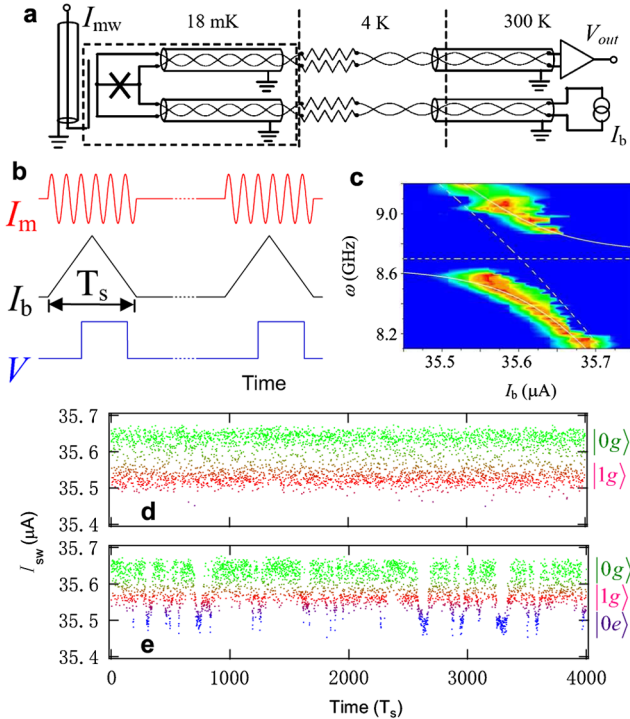 a
I_mw
18 mK
4 K
300 K
V_out
I_b
b
I_m
I_b
T_s
V
Time
c
9.0
8.6
8.2
ω (GHz)
35.5
35.6
35.7
I_b (μA)
35.7
35.6
35.5
35.4
d
|0g⟩
|1g⟩
I_sw (μA)
35.7
35.6
35.5
35.4
e
|0g⟩
|1g⟩
|0e⟩
0
1000
2000
3000
4000
Time (T_s)